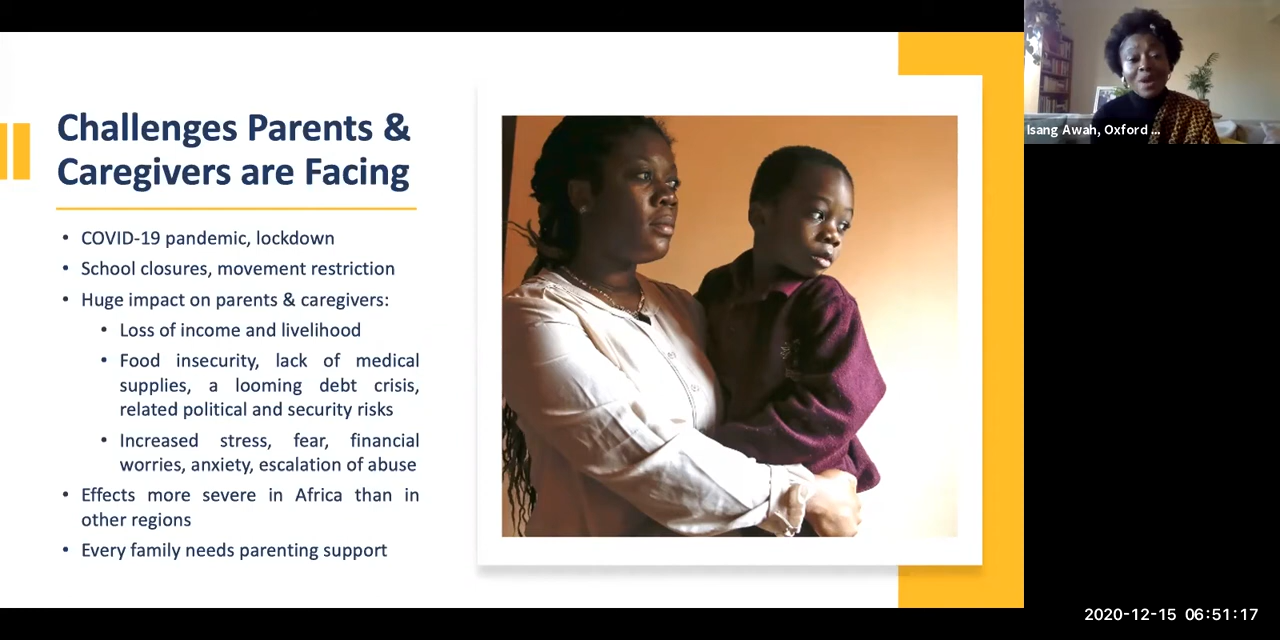 Challenges Parents &
Caregivers are Facing
• COVID-19 pandemic, lockdown
• School closures, movement restriction
• Huge impact on parents & caregivers:
• Loss of income and livelihood
• Food insecurity, lack of medical
supplies, a looming debt crisis,
related political and security risks
• Increased stress, fear, financial
worries, anxiety, escalation of abuse
• Effects more severe in Africa than in
other regions
• Every family needs parenting support
Isang Awah, Oxford ...
2020-12-15 06:51:17